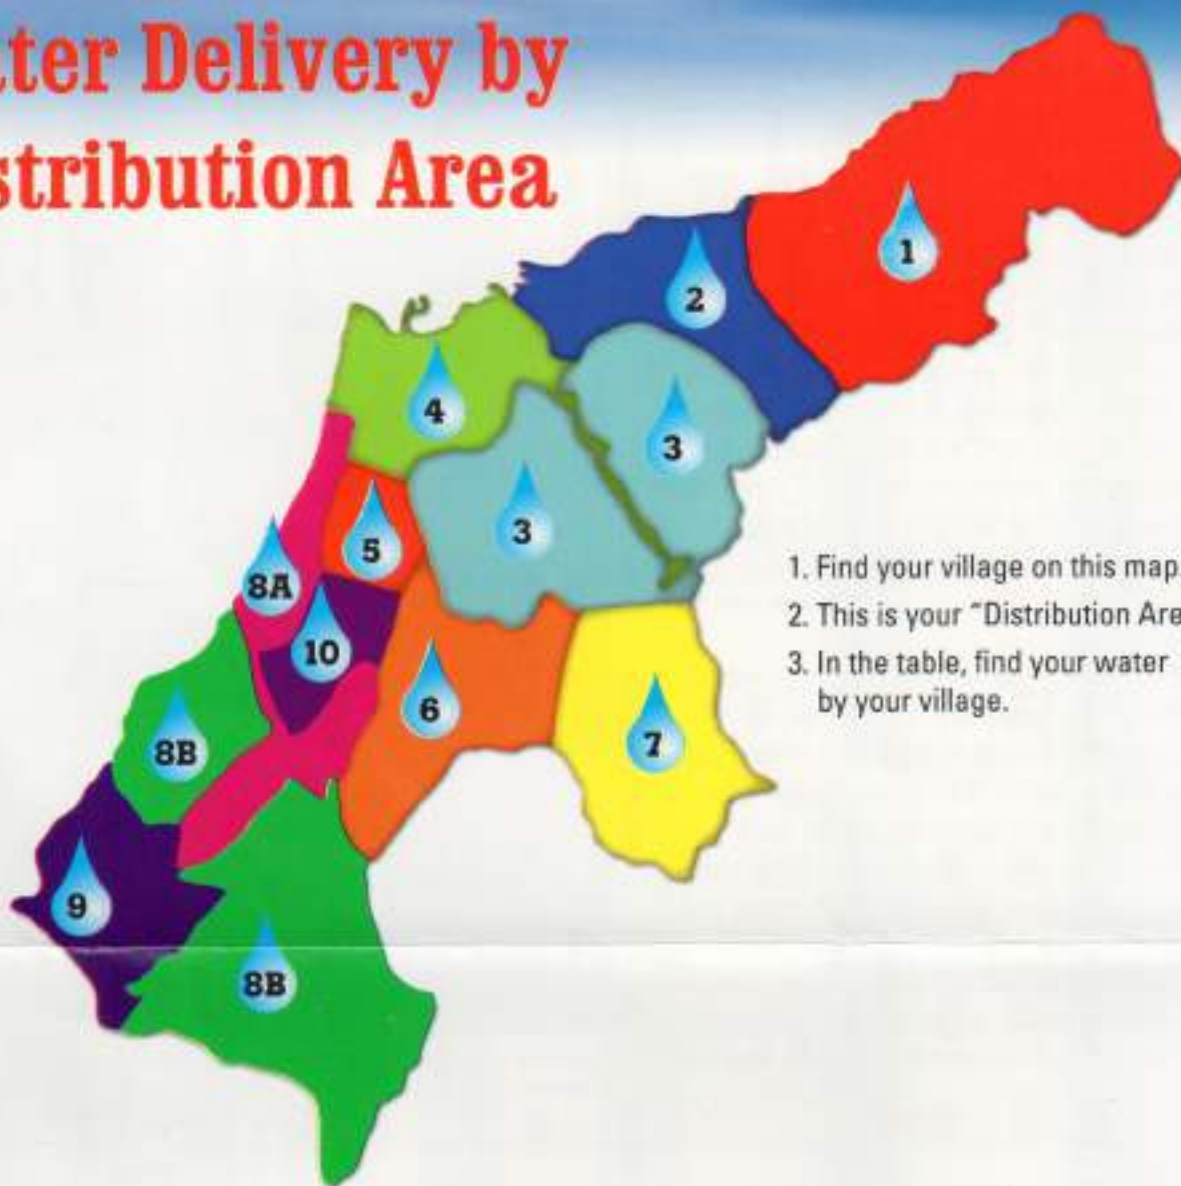 ter Delivery by
stribution Area
1
2
3
4
3
5
8A
10
6
8B
7
9
8B
1. Find your village on this map.
2. This is your "Distribution Are
3. In the table, find your water
by your village.